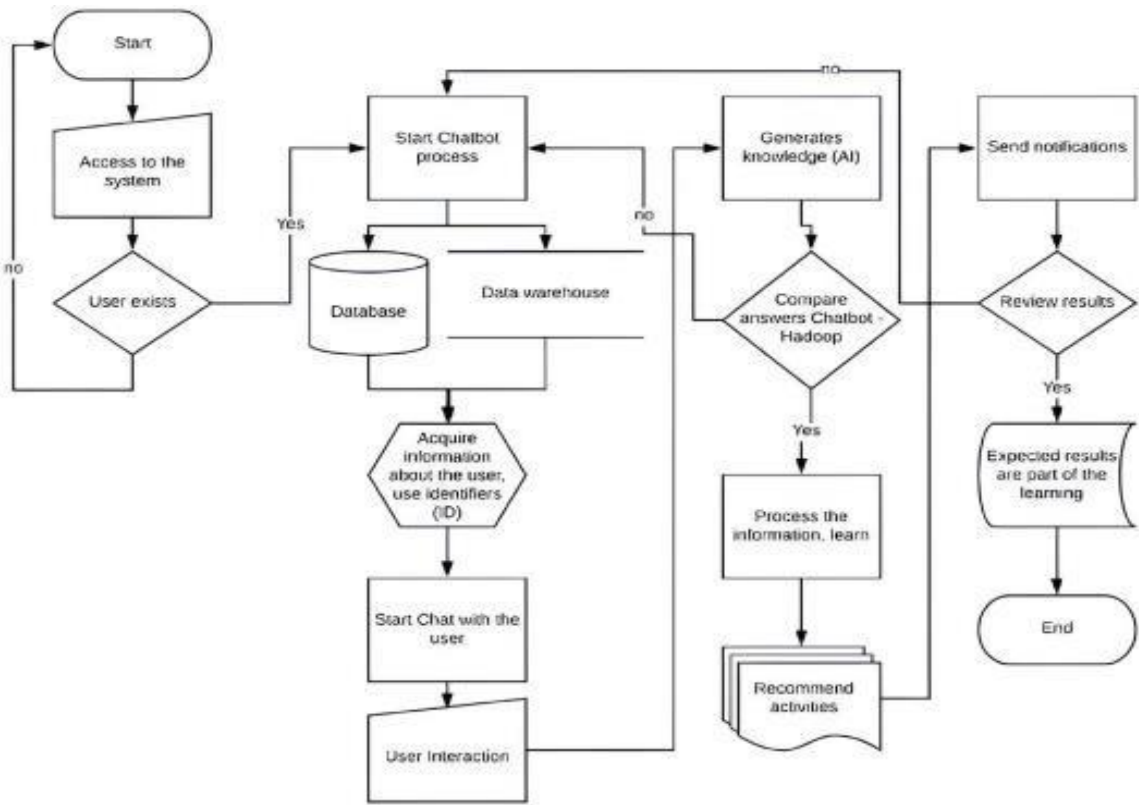 Start
Access to the
system
User exists
no
Yes
Start Chatbot
process
Database
Data warehouse
Acquire
information
about the user,
use identifiers
(ID)
Start Chat with the
user
User Interaction
Generates
knowledge (AI)
Compare
answers Chatbot -
Hadoop
no
Yes
Process the
information, learn
Recommend
activities
Send notifications
Review results
no
Yes
Expected results
are part of the
learning
End